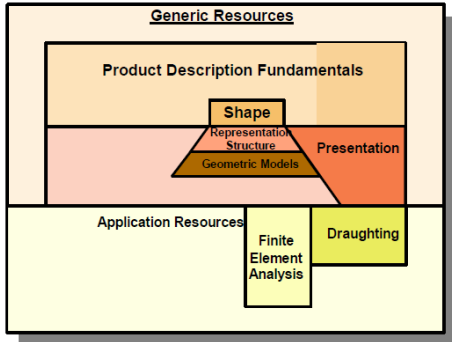 Generic Resources
Product Description Fundamentals
Shape
Representation
Structure
Presentation
Geometric Models
Application Resources
Finite
Element
Analysis
Draughting